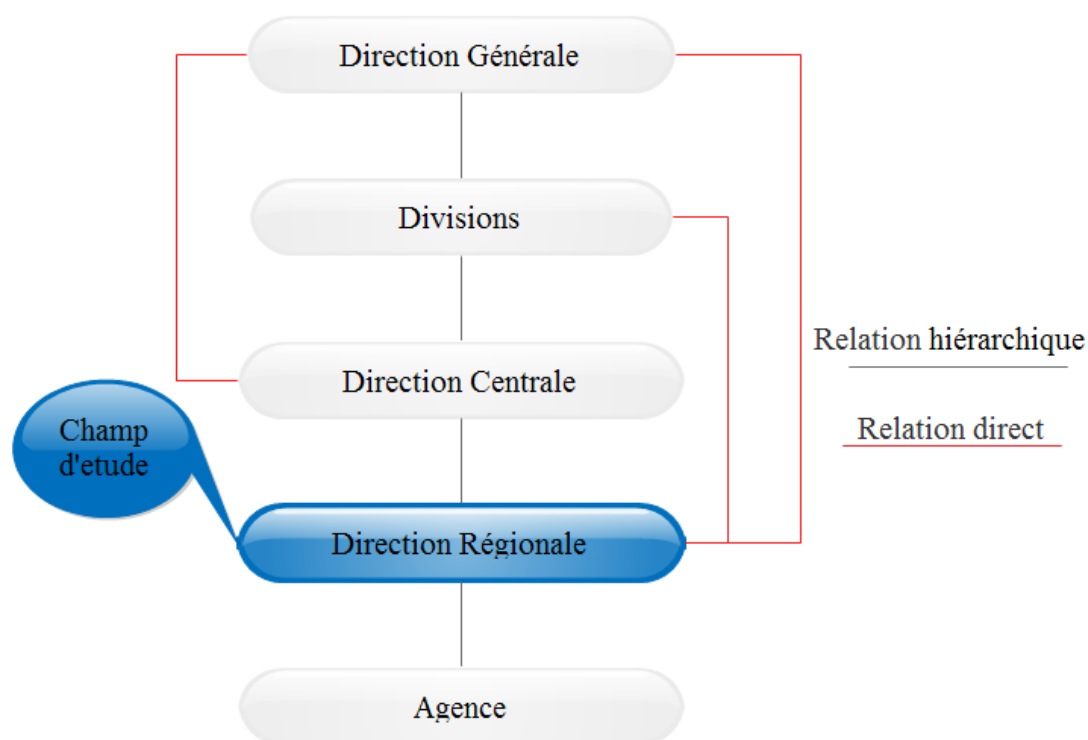 Direction Générale
Divisions
Relation hiérarchique
Direction Centrale
Champ
d'etude
Relation direct
Direction Régionale
Agence